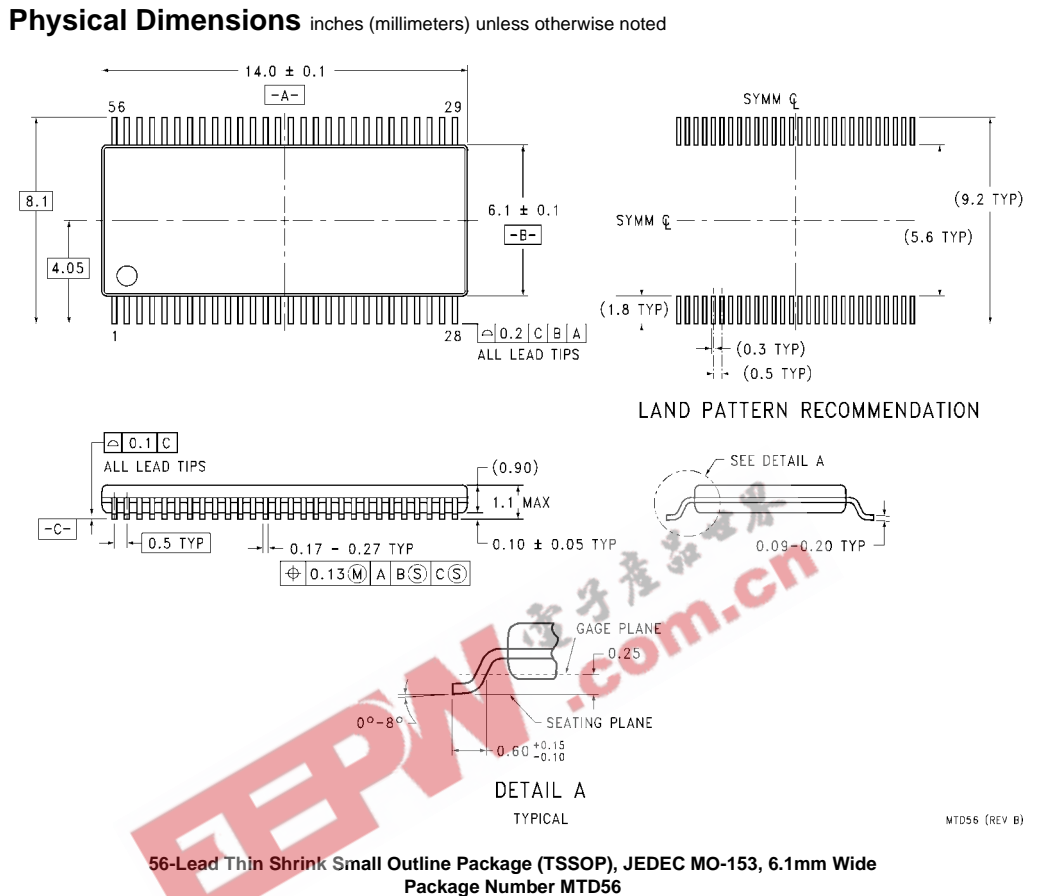 Physical Dimensions inches (millimeters) unless otherwise noted
14.0 ± 0.1
-A-
56
29
8.1
4.05
6.1 ± 0.1
-B-
1
28
⌓ 0.2 C B A
ALL LEAD TIPS
SYMM ℄
SYMM ℄
(9.2 TYP)
(5.6 TYP)
(1.8 TYP)
(0.3 TYP)
(0.5 TYP)
LAND PATTERN RECOMMENDATION
⌓ 0.1 C
ALL LEAD TIPS
(0.90)
1.1 MAX
-C-
0.5 TYP
0.17 - 0.27 TYP
⌖ 0.13 Ⓜ A B Ⓢ C Ⓢ
0.10 ± 0.05 TYP
SEE DETAIL A
0.09-0.20 TYP
電子產品世界
EEPW.com.cn
GAGE PLANE
0.25
0°-8°
SEATING PLANE
0.60 +0.15 -0.10
DETAIL A
TYPICAL
MTD56 (REV B)
56-Lead Thin Shrink Small Outline Package (TSSOP), JEDEC MO-153, 6.1mm Wide
Package Number MTD56